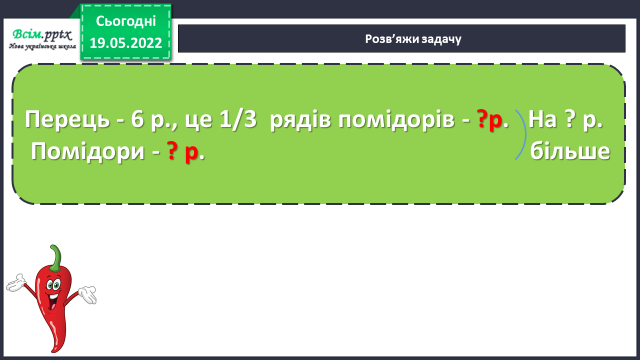 Всім.pptx
Нова українська школа
Сьогодні
19.05.2022
Розв’яжи задачу
Перець - 6 р., це 1/3 рядів помідорів - ?р. На ? р.
Помідори - ? р. більше